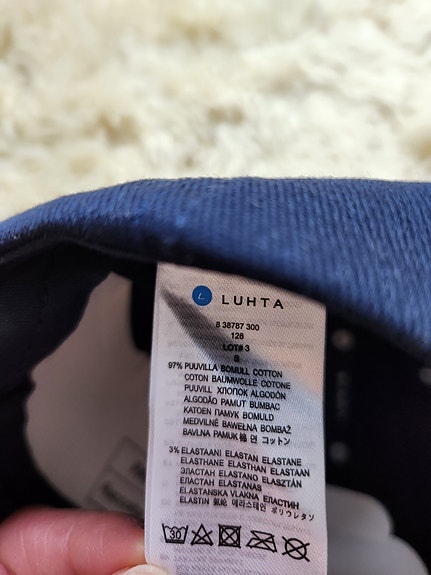 L LUHTA
8 38787 300
128
LOT# 3
S
97% PUUVILLA BOMULL COTTON
COTON BAUMWOLLE COTONE
PUUVILL ХЛОПОК ALGODÓN
ALGODÃO PAMUT BUMBAC
KATOEN ПАМУК BOMULD
MEDVILNĖ BAWEŁNA BOMBAŽ
BAVLNA PAMUK 棉 면 コットン
3% ELASTAANI ELASTAN ELASTANE
ELASTHANE ELASTHAN ELASTAAN
ЭЛАСТАН ELASTANO ELASZTÁN
ЕЛАСТАН ELASTANAS
ELASTANSKA VLAKNA ЕЛАСТИН
ELASTIN 氨纶 엘라스테인 ポリウレタン
30